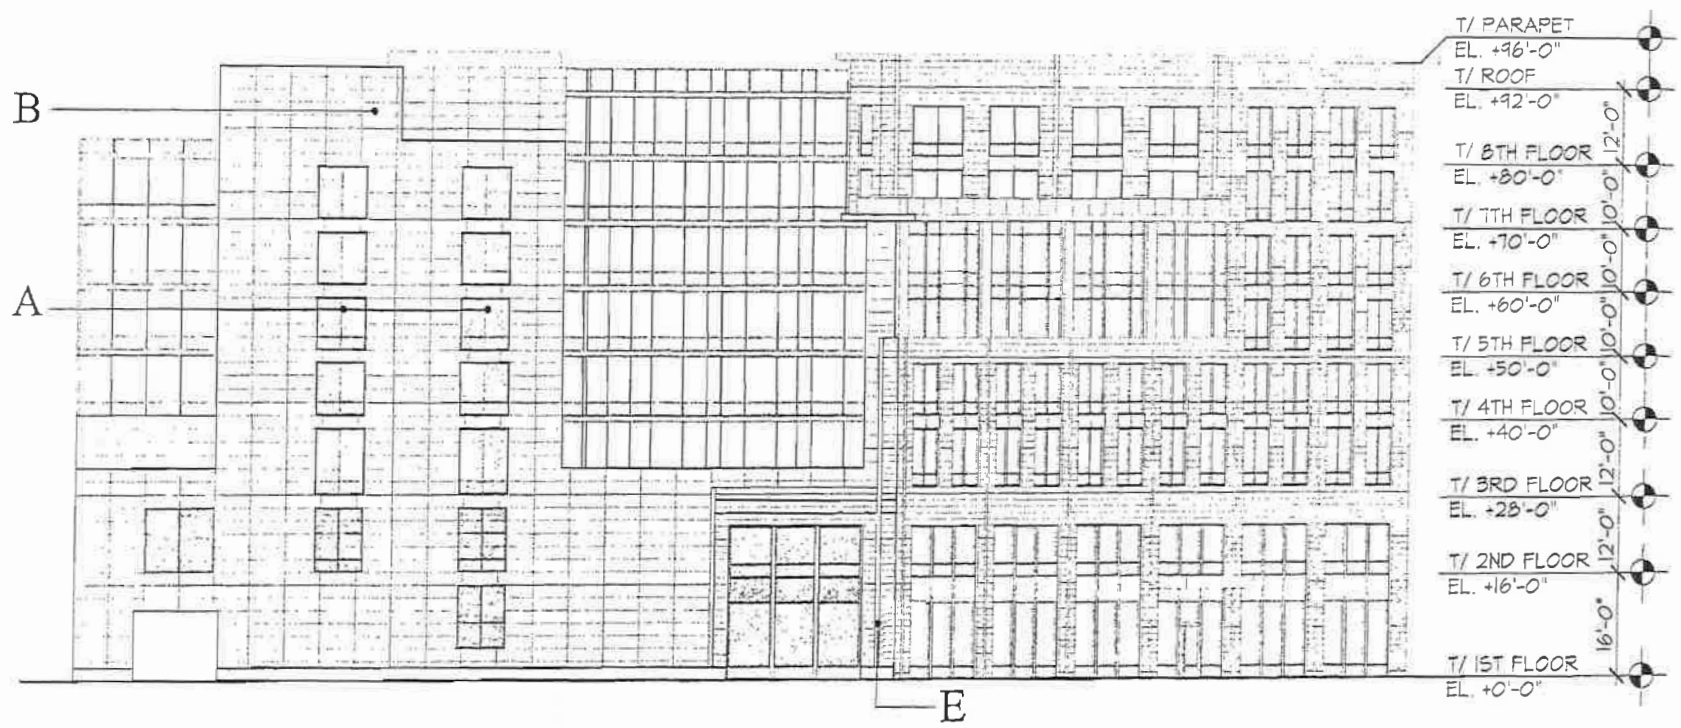 T/ PARAPET
EL. +96'-0"
T/ ROOF
EL. +92'-0"
12'-0"
B
T/ 8TH FLOOR
EL. +80'-0"
10'-0"
T/ 7TH FLOOR
EL. +70'-0"
10'-0"
T/ 6TH FLOOR
EL. +60'-0"
A
10'-0"
T/ 5TH FLOOR
EL. +50'-0"
10'-0"
T/ 4TH FLOOR
EL. +40'-0"
12'-0"
T/ 3RD FLOOR
EL. +28'-0"
12'-0"
T/ 2ND FLOOR
EL. +16'-0"
16'-0"
T/ 1ST FLOOR
EL. +0'-0"
E